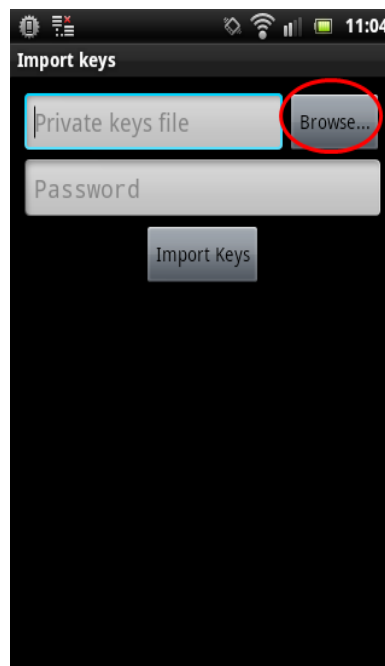 11:04
Import keys
Private keys file
Browse...
Password
Import Keys